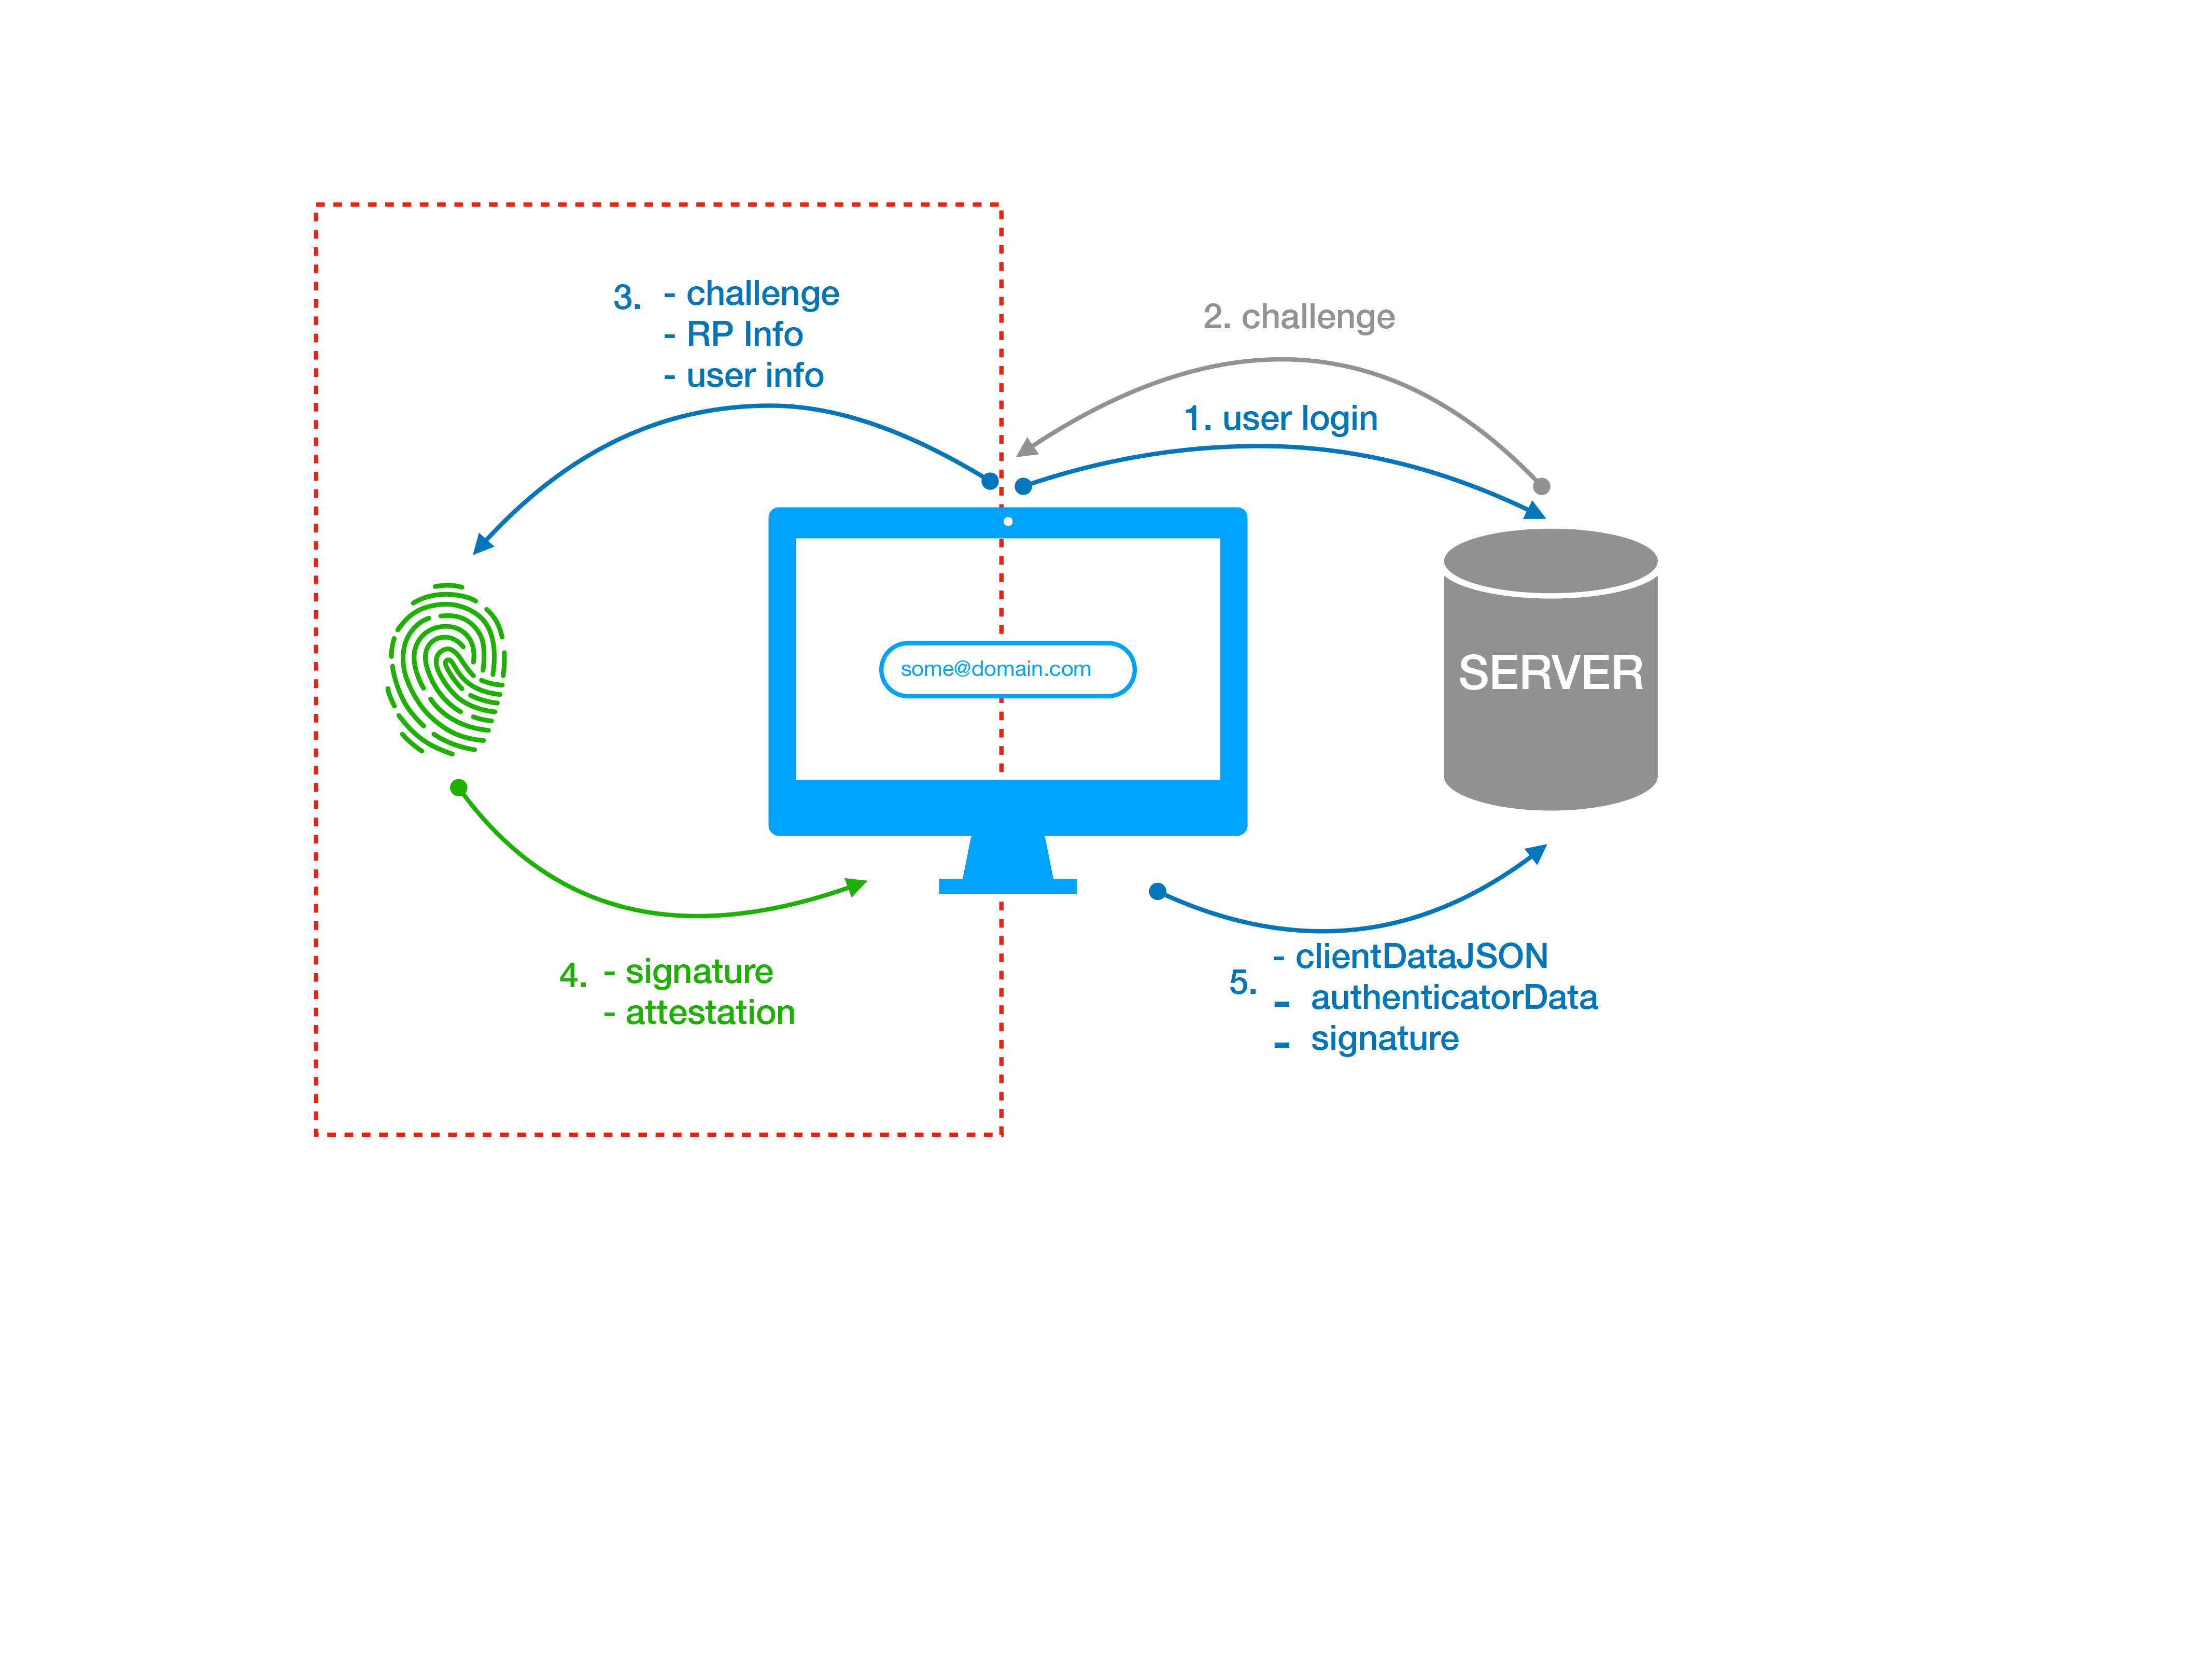 3. - challenge
- RP Info
- user info
2. challenge
1. user login
some@domain.com
SERVER
4. - signature
- attestation
5. - clientDataJSON
- authenticatorData
- signature